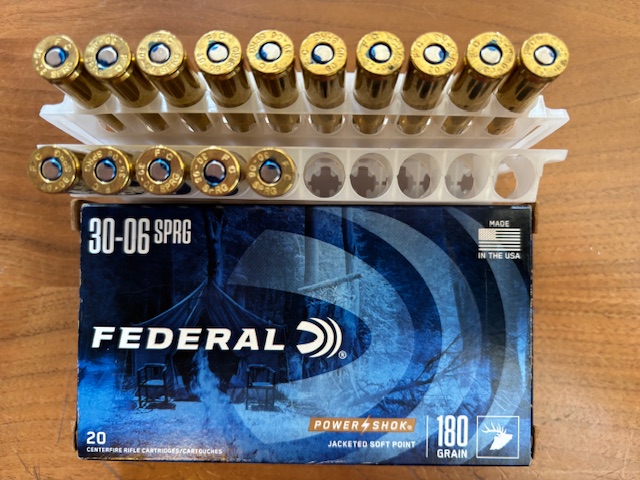 30-06 SPRG
MADE
IN THE USA
FEDERAL
®
POWER SHOK®
JACKETED SOFT POINT
180
GRAIN
20
CENTERFIRE RIFLE CARTRIDGES/CARTOUCHES